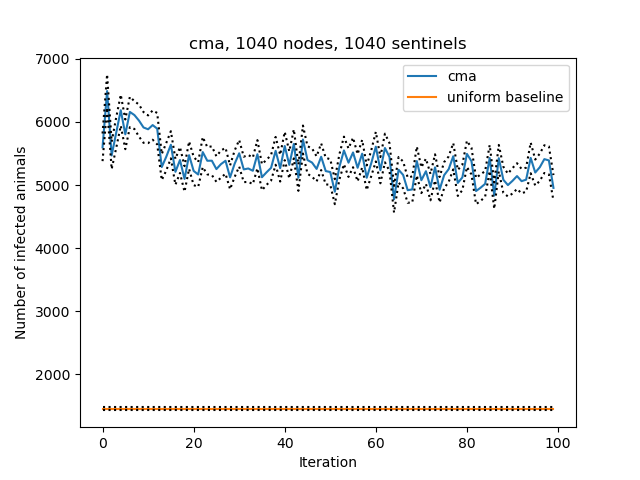 cma, 1040 nodes, 1040 sentinels
cma
uniform baseline
Number of infected animals
7000
6000
5000
4000
3000
2000
0 20 40 60 80 100
Iteration